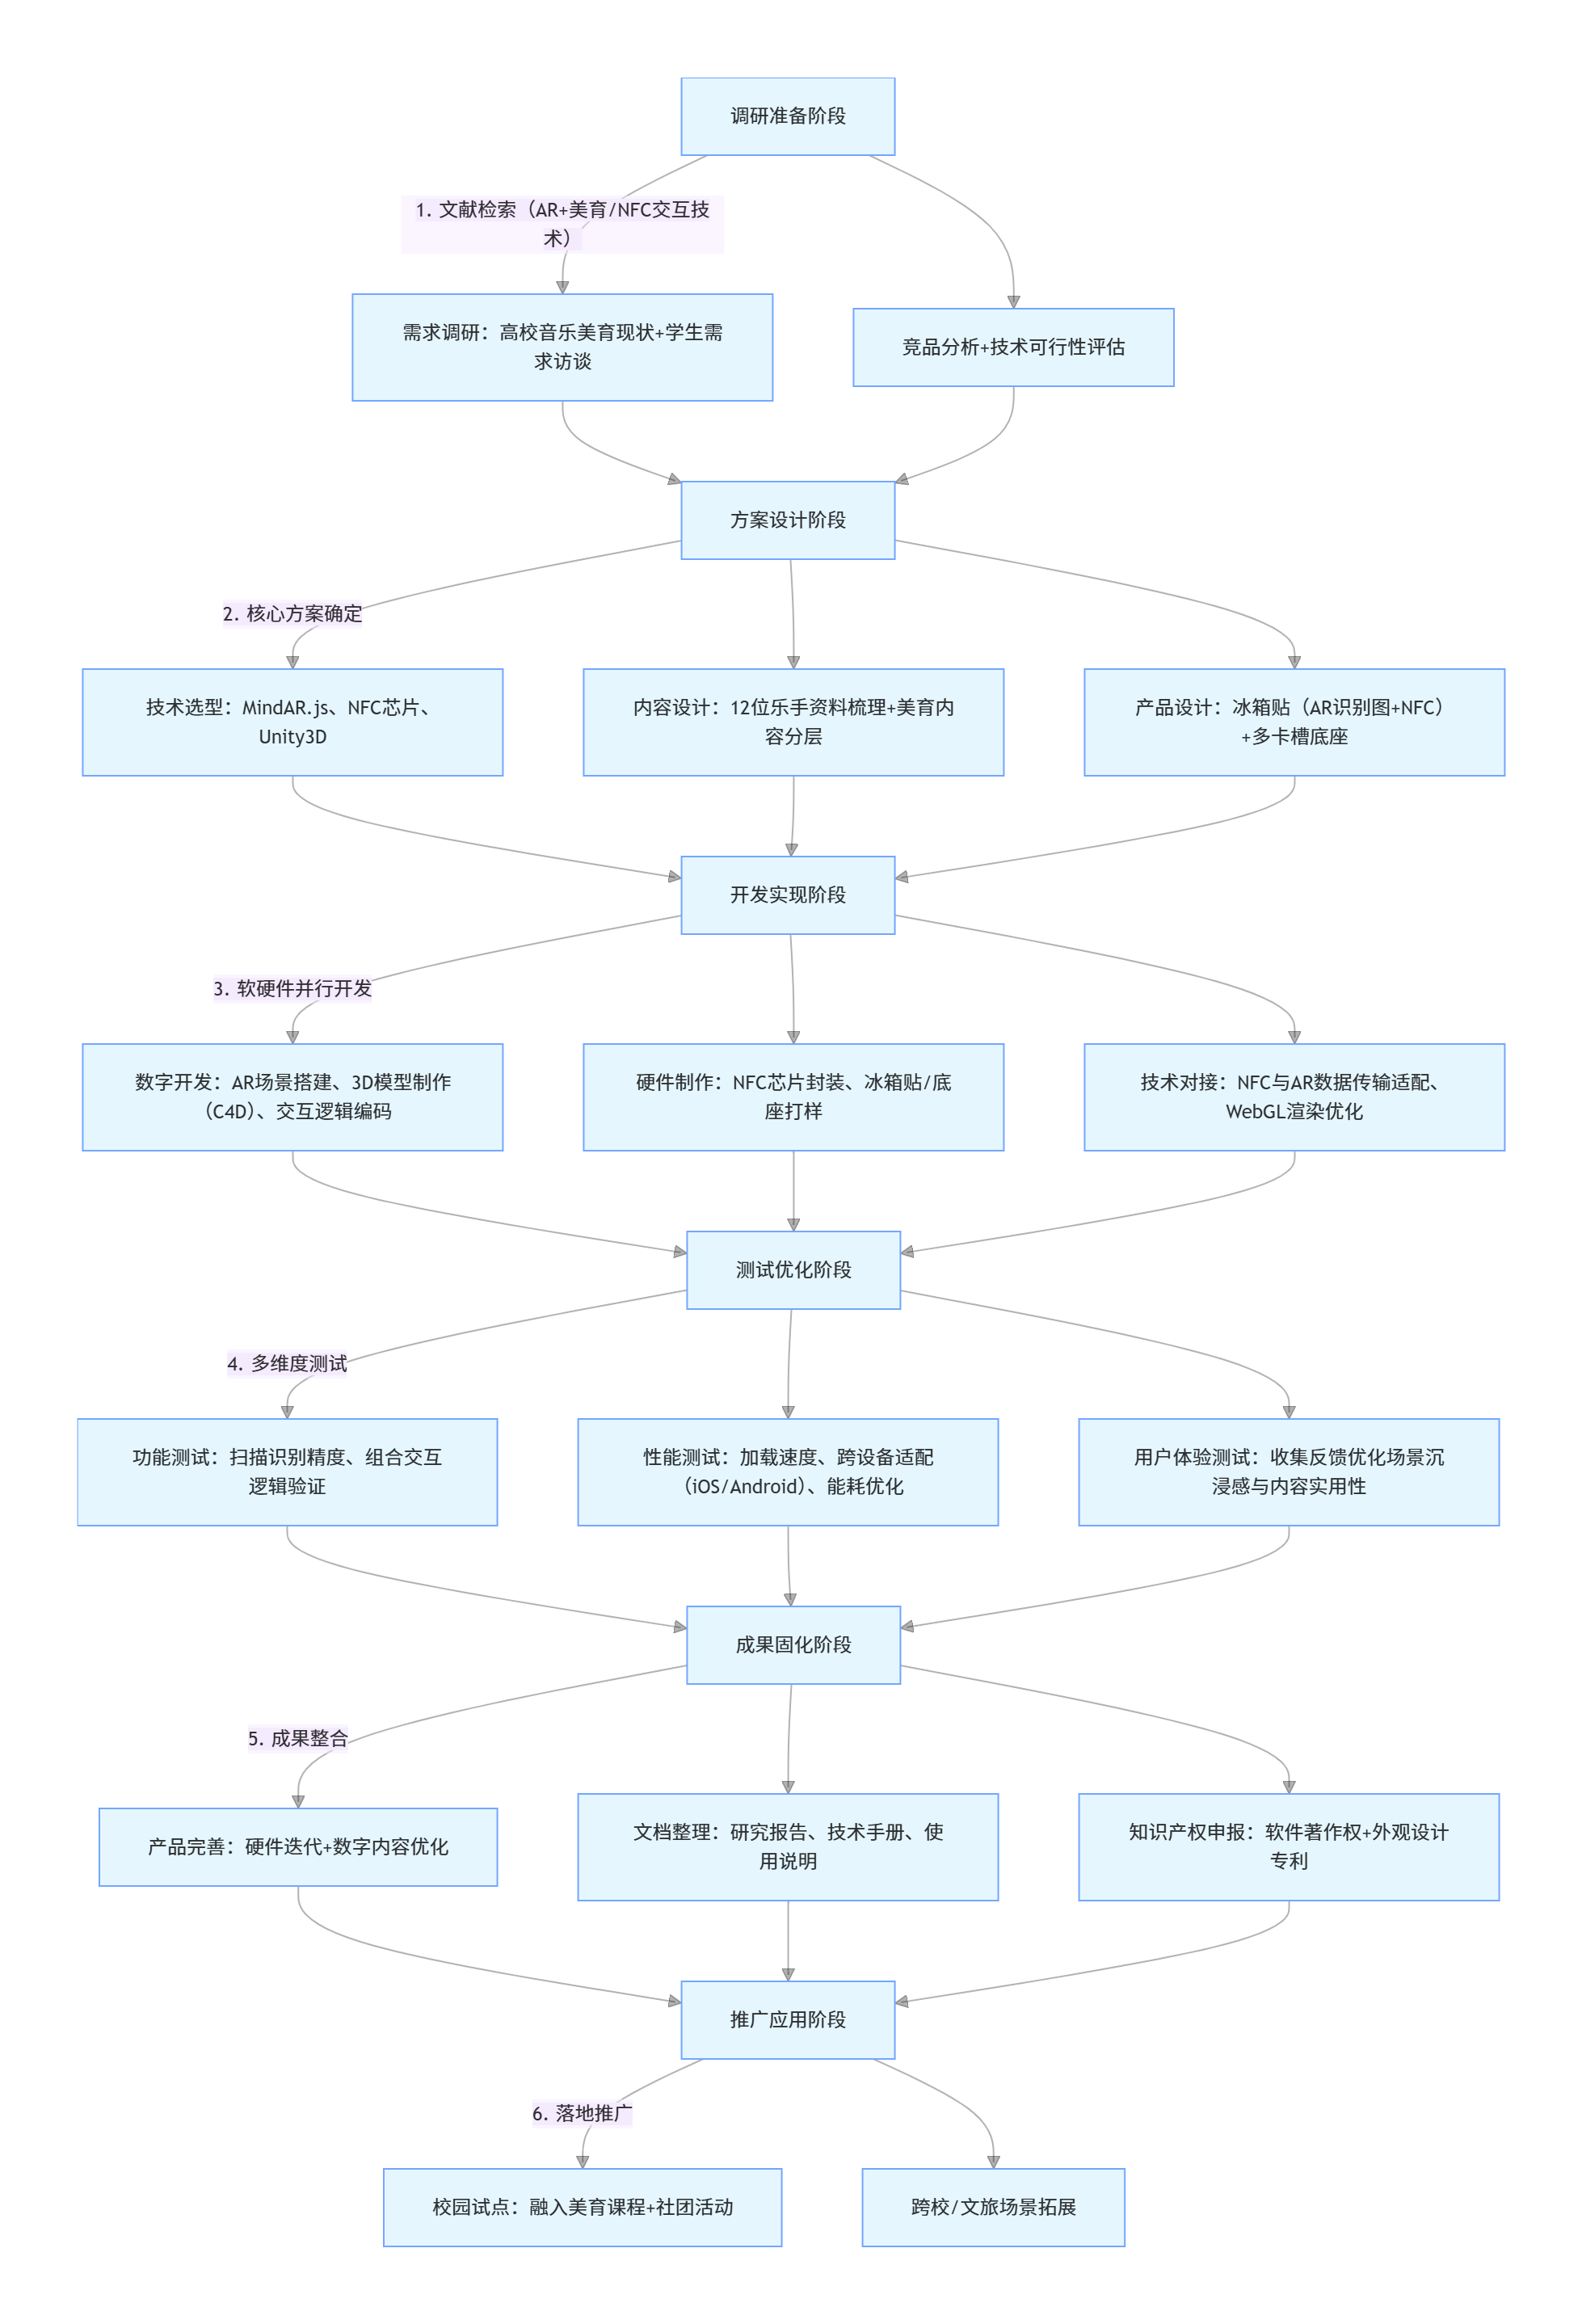 调研准备阶段
1. 文献检索（AR+美育/NFC交互技
术）
需求调研：高校音乐美育现状+学生需
求访谈
竞品分析+技术可行性评估
方案设计阶段
2. 核心方案确定
技术选型：MindAR.js、NFC芯片、
Unity3D
内容设计：12位乐手资料梳理+美育内
容分层
产品设计：冰箱贴（AR识别图+NFC）
+多卡槽底座
开发实现阶段
3. 软硬件并行开发
数字开发：AR场景搭建、3D模型制作
（C4D）、交互逻辑编码
硬件制作：NFC芯片封装、冰箱贴/底
座打样
技术对接：NFC与AR数据传输适配、
WebGL渲染优化
测试优化阶段
4. 多维度测试
功能测试：扫描识别精度、组合交互
逻辑验证
性能测试：加载速度、跨设备适配
（iOS/Android）、能耗优化
用户体验测试：收集反馈优化场景沉
浸感与内容实用性
成果固化阶段
5. 成果整合
产品完善：硬件迭代+数字内容优化
文档整理：研究报告、技术手册、使
用说明
知识产权申报：软件著作权+外观设计
专利
推广应用阶段
6. 落地推广
校园试点：融入美育课程+社团活动
跨校/文旅场景拓展